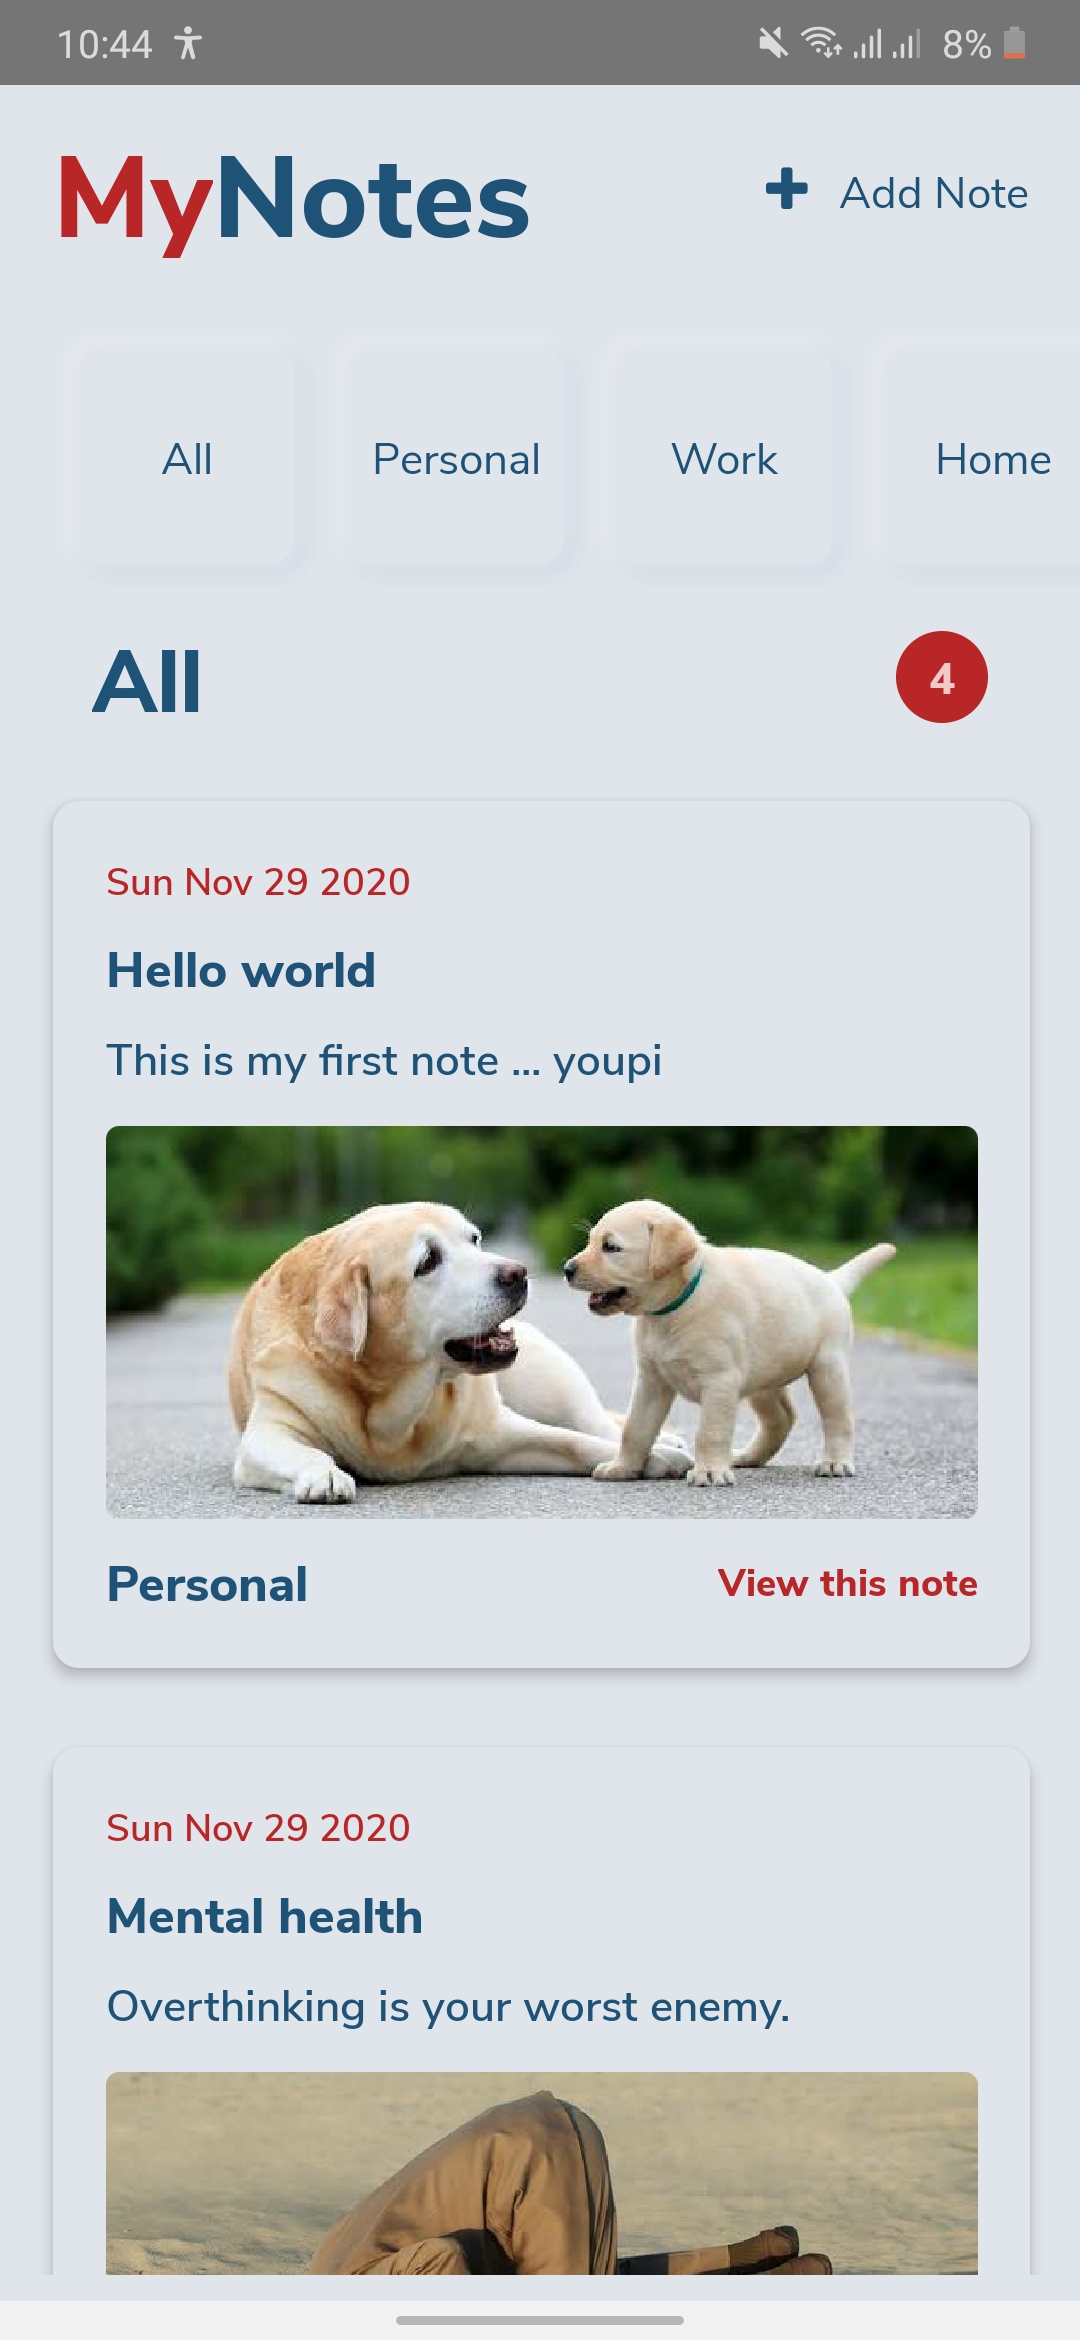 10:44 8%
MyNotes
Add Note
All Personal Work Home
All 4
Sun Nov 29 2020
Hello world
This is my first note ... youpi
Personal View this note
Sun Nov 29 2020
Mental health
Overthinking is your worst enemy.